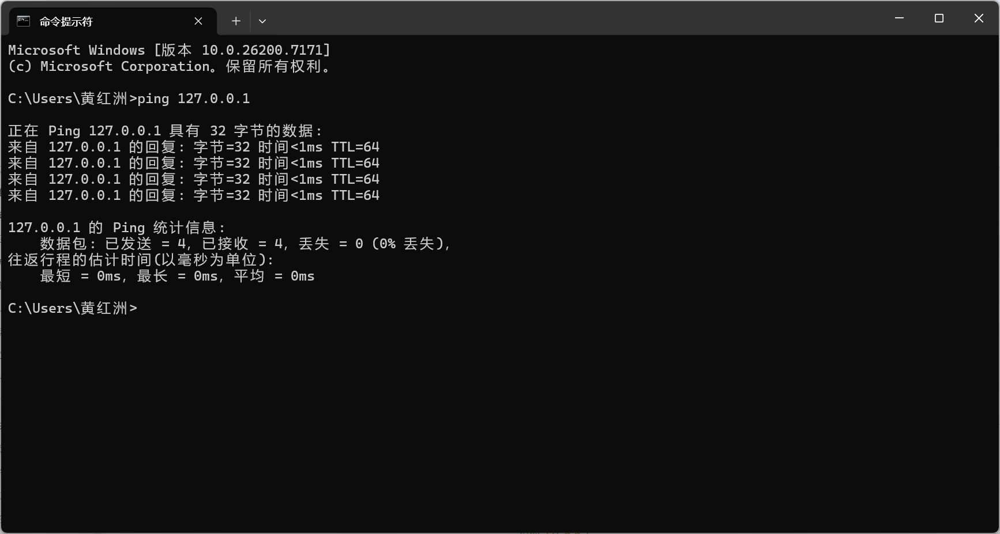 命令提示符
Microsoft Windows [版本 10.0.26200.7171]
(c) Microsoft Corporation。保留所有权利。
C:\Users\黄红洲>ping 127.0.0.1
正在 Ping 127.0.0.1 具有 32 字节的数据:
来自 127.0.0.1 的回复: 字节=32 时间<1ms TTL=64
来自 127.0.0.1 的回复: 字节=32 时间<1ms TTL=64
来自 127.0.0.1 的回复: 字节=32 时间<1ms TTL=64
来自 127.0.0.1 的回复: 字节=32 时间<1ms TTL=64
127.0.0.1 的 Ping 统计信息:
    数据包: 已发送 = 4, 已接收 = 4, 丢失 = 0 (0% 丢失),
往返行程的估计时间(以毫秒为单位):
    最短 = 0ms, 最长 = 0ms, 平均 = 0ms
C:\Users\黄红洲>